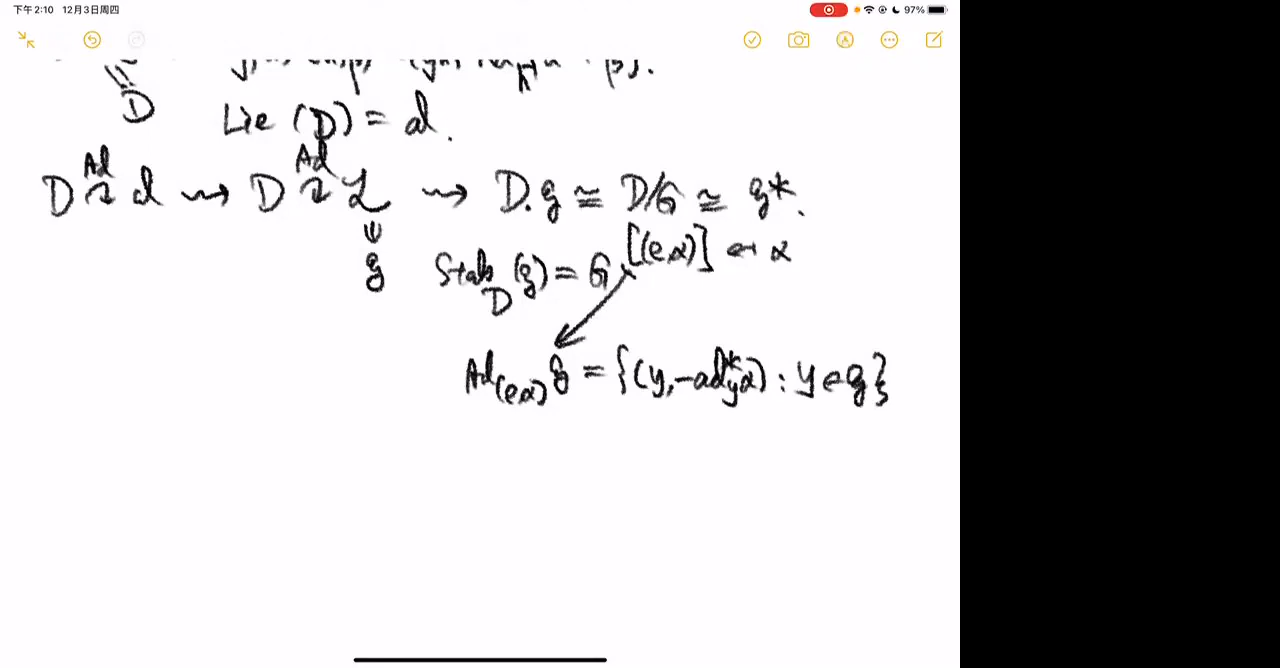 下午2:10 12月3日周四 97%
D
Lie (D) = d.
D ↷^Ad d ⇝ D ↷^Ad L ⇝ D.g ≅ D/G ≅ g*.
ψ
g Stab_D(g) = G [(e,α)] ↤ α
Ad_(e,α) g = {(y, -ad*_y α) : y ∈ g}